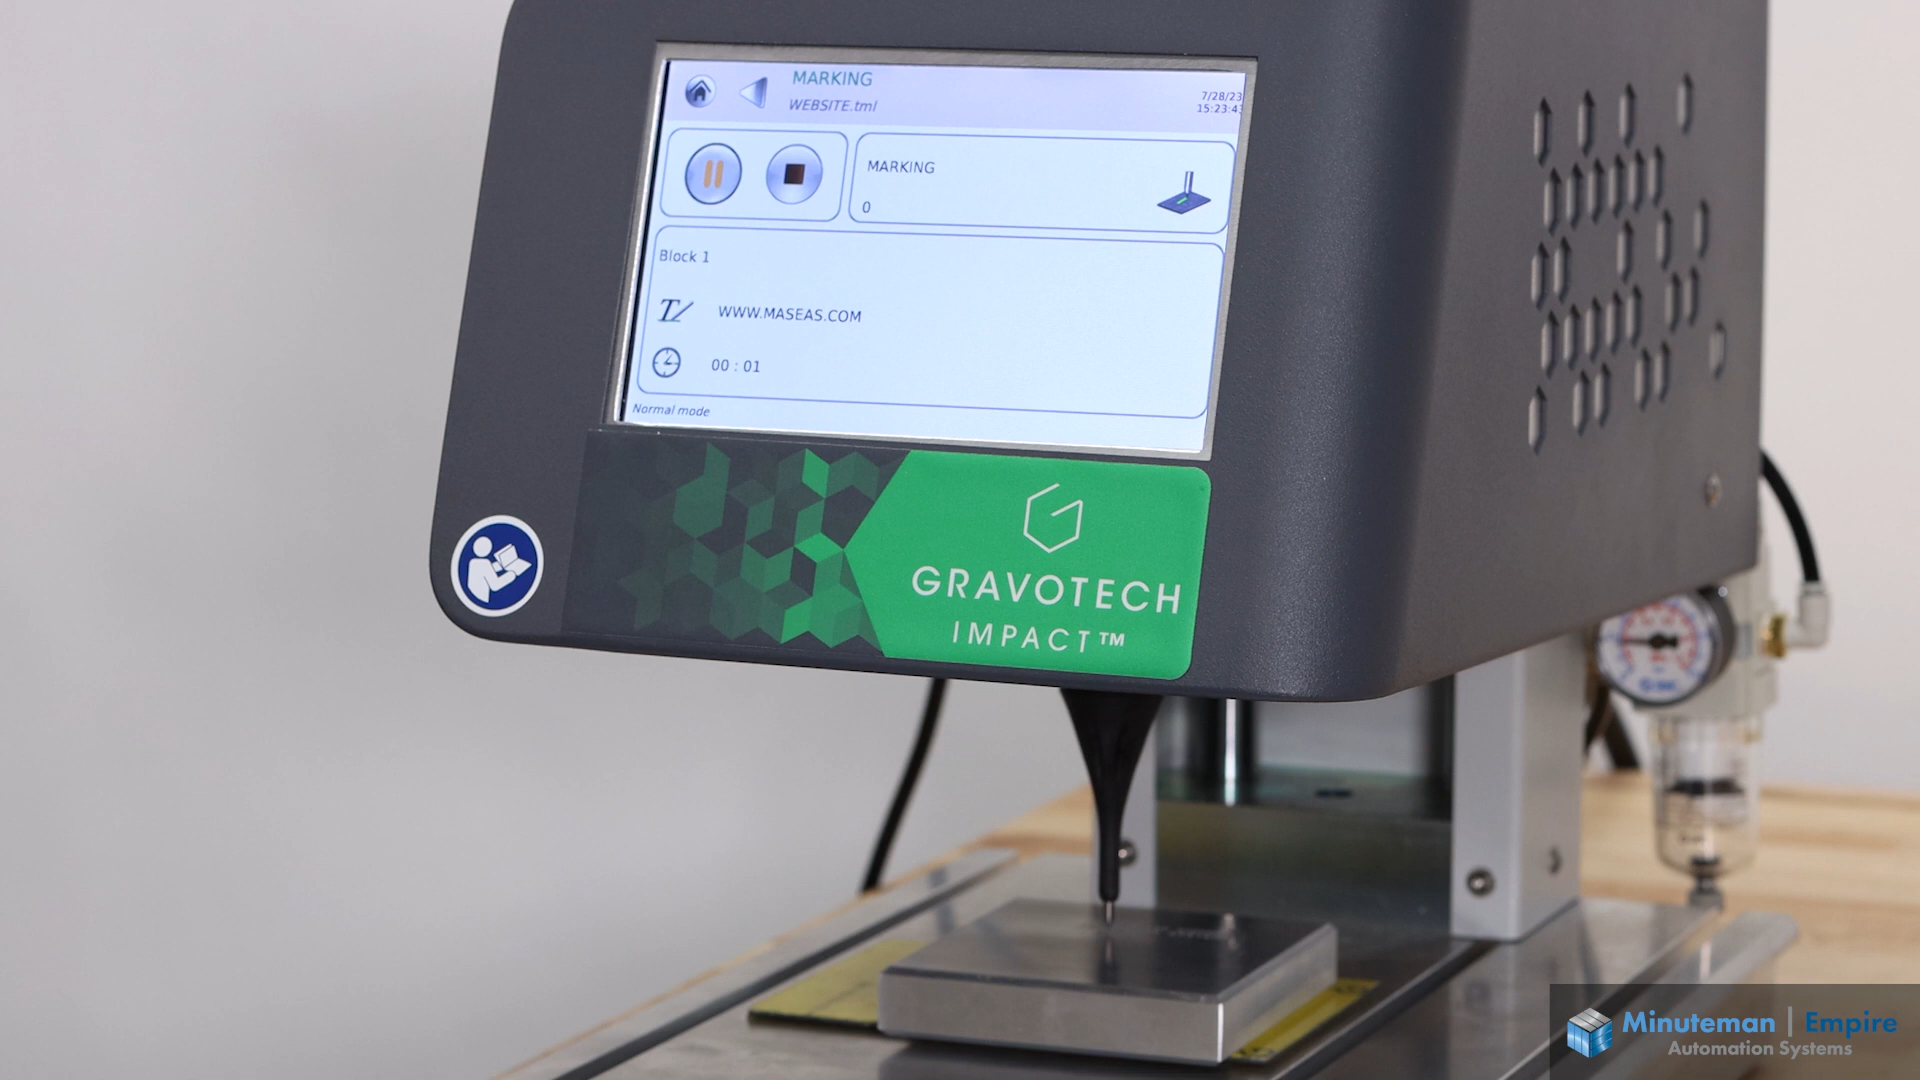 MARKING
WEBSITE.tml
7/28/23
15:23:43
MARKING
0
Block 1
WWW.MASEAS.COM
00 : 01
Normal mode
GRAVOTECH
IMPACT™
Minuteman | Empire
Automation Systems